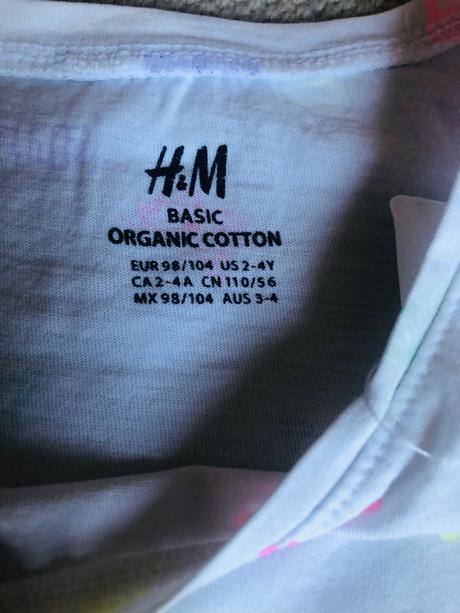 H&M
BASIC
ORGANIC COTTON
EUR 98/104 US 2-4Y
CA 2-4A CN 110/56
MX 98/104 AUS 3-4